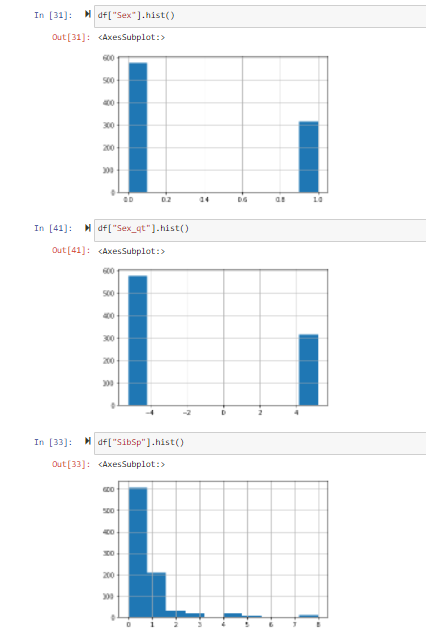 In [31]: df["Sex"].hist()
Out[31]: <AxesSubplot:>
600
500
400
300
200
100
0
0.0 0.2 0.4 0.6 0.8 1.0
In [41]: df["Sex_qt"].hist()
Out[41]: <AxesSubplot:>
600
500
400
300
200
100
0
−4 −2 0 2 4
In [33]: df["SibSp"].hist()
Out[33]: <AxesSubplot:>
600
500
400
300
200
100
0
0 1 2 3 4 5 6 7 8